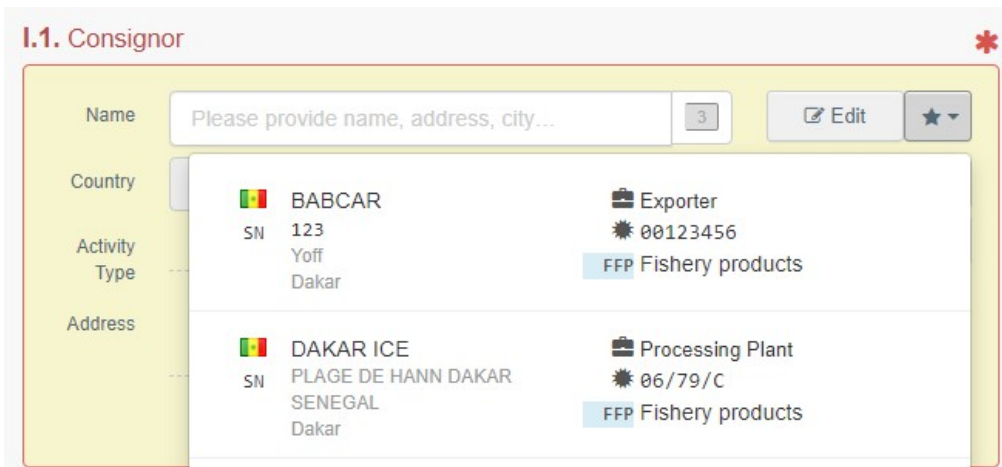 I.1. Consignor *
Name
Please provide name, address, city... 3
Edit
Country
Activity
Type
Address
BABCAR
SN 123
Yoff
Dakar
Exporter
00123456
FFP Fishery products
DAKAR ICE
SN PLAGE DE HANN DAKAR
SENEGAL
Dakar
Processing Plant
06/79/C
FFP Fishery products